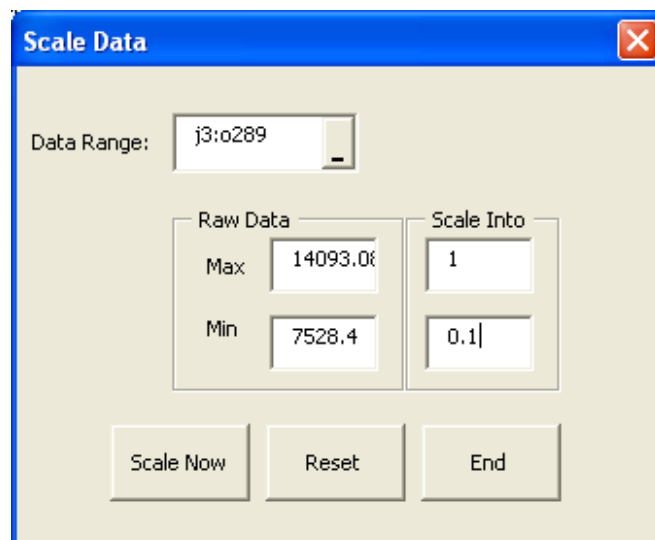 Scale Data
Data Range: j3:o289
Raw Data Scale Into
Max 14093.08 1
Min 7528.4 0.1
Scale Now Reset End